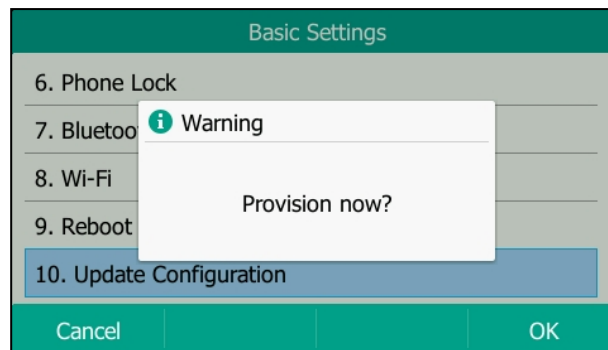 Basic Settings
6. Phone Lock
7. Bluetoo
Warning
8. Wi-Fi
Provision now?
9. Reboot
10. Update Configuration
Cancel
OK